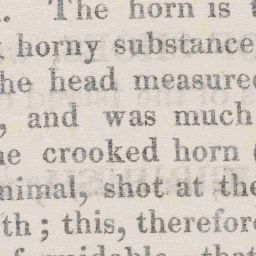 . The horn is
horny substance
he head measured
, and was much
he crooked horn
nimal, shot at the
th; this, therefore